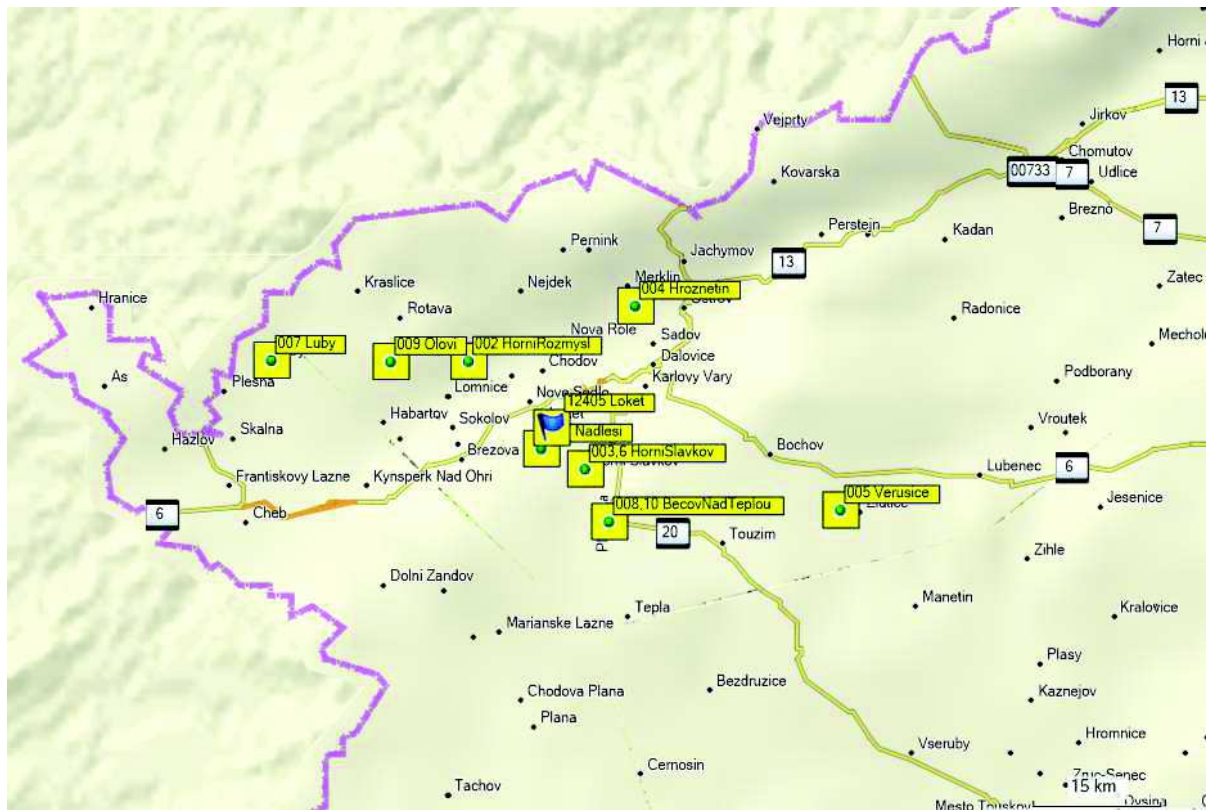 Horni
13
Vejprty
Jirkov
Chomutov
Kovarska
00733
7
Udlice
Brezno
7
Perstejn
Kadan
Pernink
Jachymov
13
Zatec
Kraslice
Nejdek
Merklin
004 Hroznetin
Hranice
Rotava
Radonice
Nova Role
Sadov
Mechol
007 Luby
009 Olovi
002 HorniRozmysl
Dalovice
Chodov
As
Plesna
Lomnice
Karlovy Vary
Podborany
12405 Loket
Habartov
Sokolov
Nadlesi
Vroutek
Skalna
Hazlov
Brezova
003,6 HorniSlavkov
Bochov
Lubenec
6
Frantiskovy Lazne
Kynsperk Nad Ohri
005 Verusice
Jesenice
6
Cheb
008,10 BecovNadTeplou
20
Touzim
Zihle
Dolni Zandov
Manetin
Kralovice
Tepla
Marianske Lazne
Plasy
Bezdruzice
Chodova Plana
Kaznejov
Plana
Hromnice
Vseruby
Cernosin
Tachov
15 km